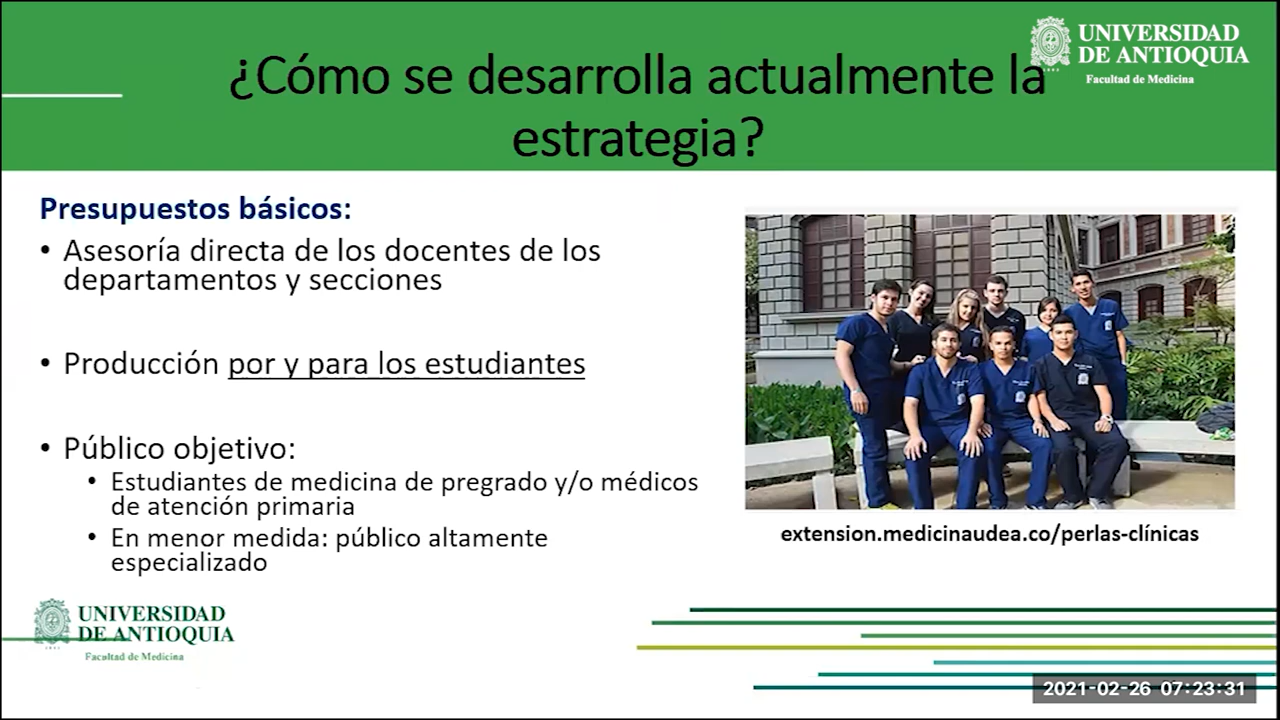 UNIVERSIDAD
DE ANTIOQUIA
Facultad de Medicina
¿Cómo se desarrolla actualmente la
estrategia?
Presupuestos básicos:
• Asesoría directa de los docentes de los
departamentos y secciones
• Producción por y para los estudiantes
• Público objetivo:
• Estudiantes de medicina de pregrado y/o médicos
de atención primaria
• En menor medida: público altamente
especializado
extension.medicinaudea.co/perlas-clínicas
UNIVERSIDAD
DE ANTIOQUIA
Facultad de Medicina
2021-02-26 07:23:31